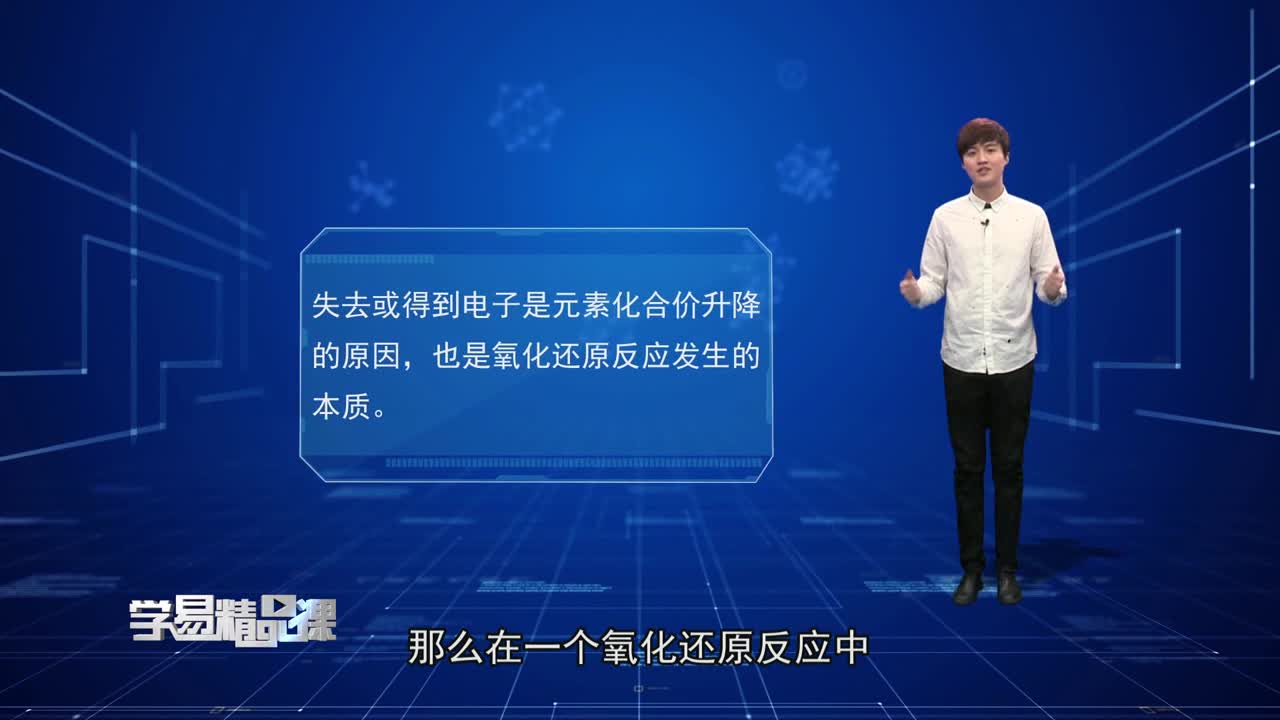 失去或得到电子是元素化合价升降
的原因，也是氧化还原反应发生的
本质。
学易精品课
那么在一个氧化还原反应中